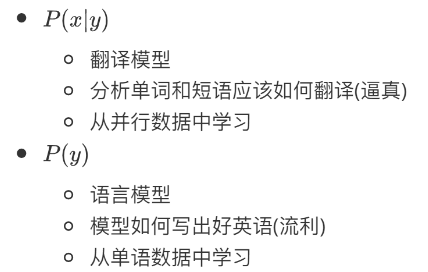 • P(x|y)
○ 翻译模型
○ 分析单词和短语应该如何翻译(逼真)
○ 从并行数据中学习
• P(y)
○ 语言模型
○ 模型如何写出好英语(流利)
○ 从单语数据中学习